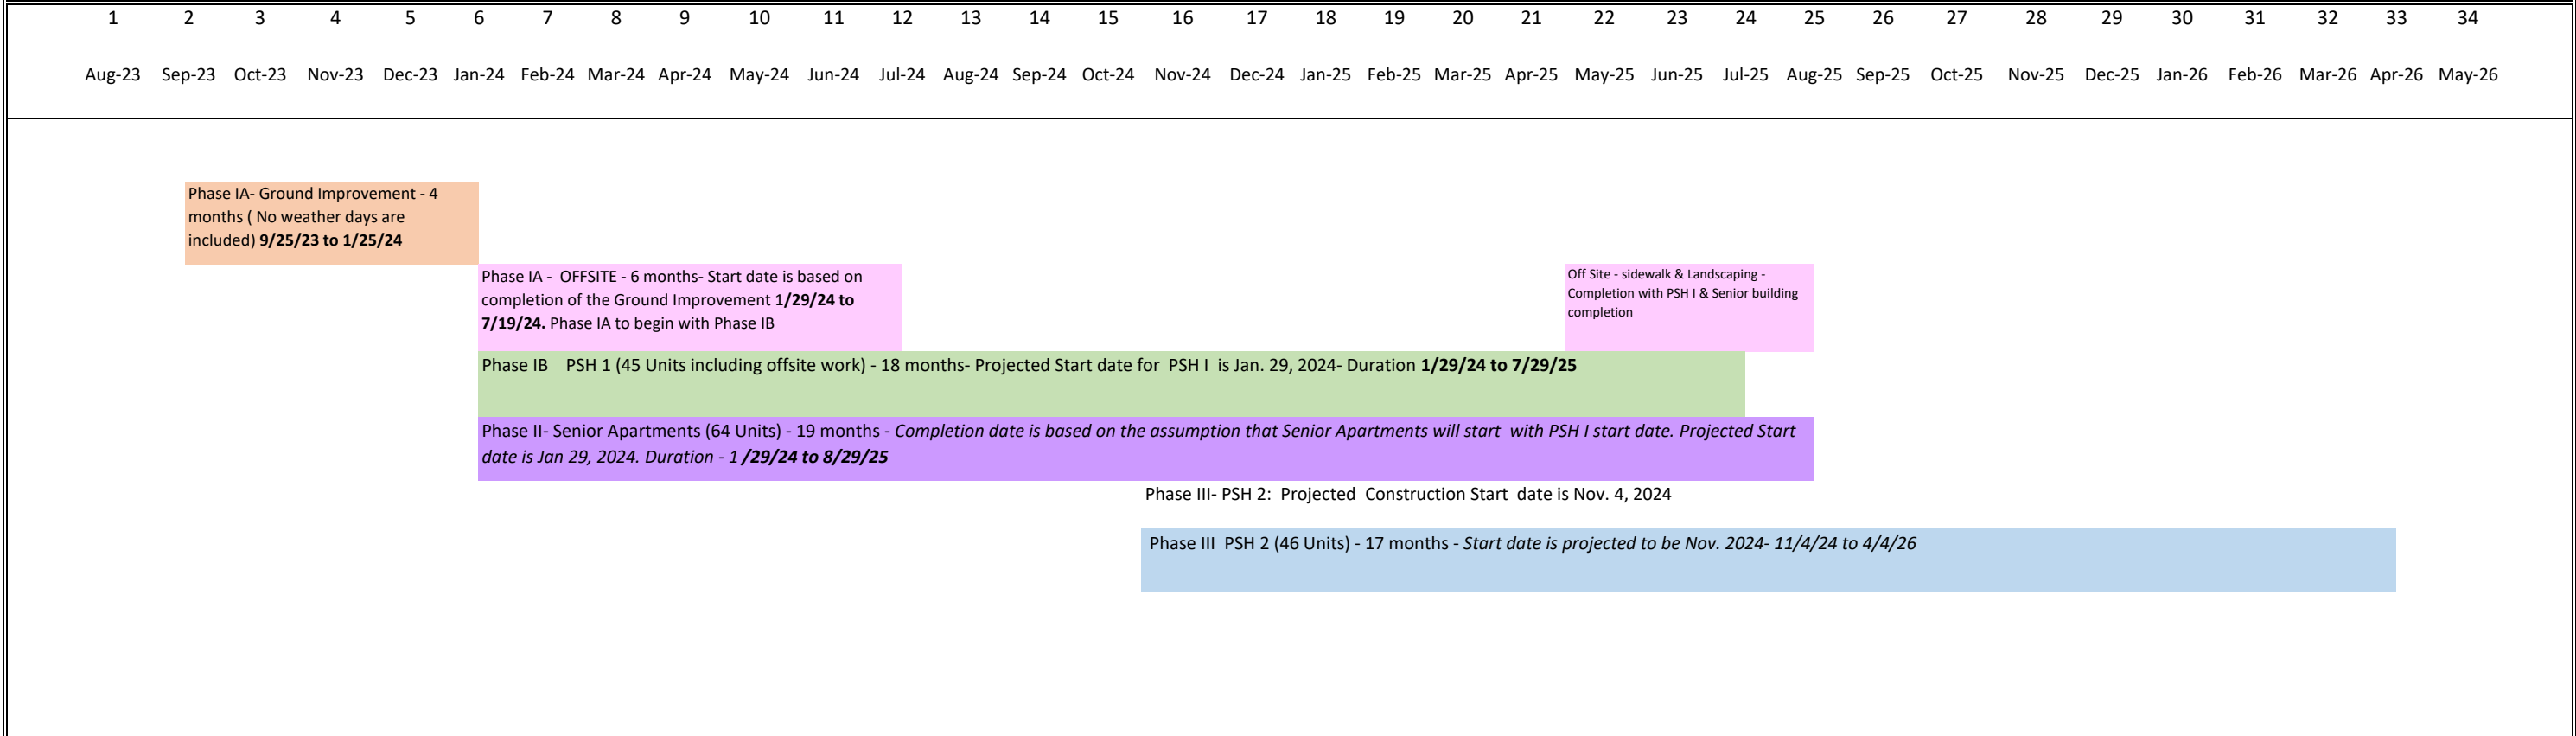 1 2 3 4 5 6 7 8 9 10 11 12 13 14 15 16 17 18 19 20 21 22 23 24 25 26 27 28 29 30 31 32 33 34
Aug-23 Sep-23 Oct-23 Nov-23 Dec-23 Jan-24 Feb-24 Mar-24 Apr-24 May-24 Jun-24 Jul-24 Aug-24 Sep-24 Oct-24 Nov-24 Dec-24 Jan-25 Feb-25 Mar-25 Apr-25 May-25 Jun-25 Jul-25 Aug-25 Sep-25 Oct-25 Nov-25 Dec-25 Jan-26 Feb-26 Mar-26 Apr-26 May-26
Phase IA- Ground Improvement - 4
months ( No weather days are
included) 9/25/23 to 1/25/24
Phase IA - OFFSITE - 6 months- Start date is based on
completion of the Ground Improvement 1/29/24 to
7/19/24. Phase IA to begin with Phase IB
Off Site - sidewalk & Landscaping -
Completion with PSH I & Senior building
completion
Phase IB PSH 1 (45 Units including offsite work) - 18 months- Projected Start date for PSH I is Jan. 29, 2024- Duration 1/29/24 to 7/29/25
Phase II- Senior Apartments (64 Units) - 19 months - Completion date is based on the assumption that Senior Apartments will start with PSH I start date. Projected Start
date is Jan 29, 2024. Duration - 1 /29/24 to 8/29/25
Phase III- PSH 2: Projected Construction Start date is Nov. 4, 2024
Phase III PSH 2 (46 Units) - 17 months - Start date is projected to be Nov. 2024- 11/4/24 to 4/4/26